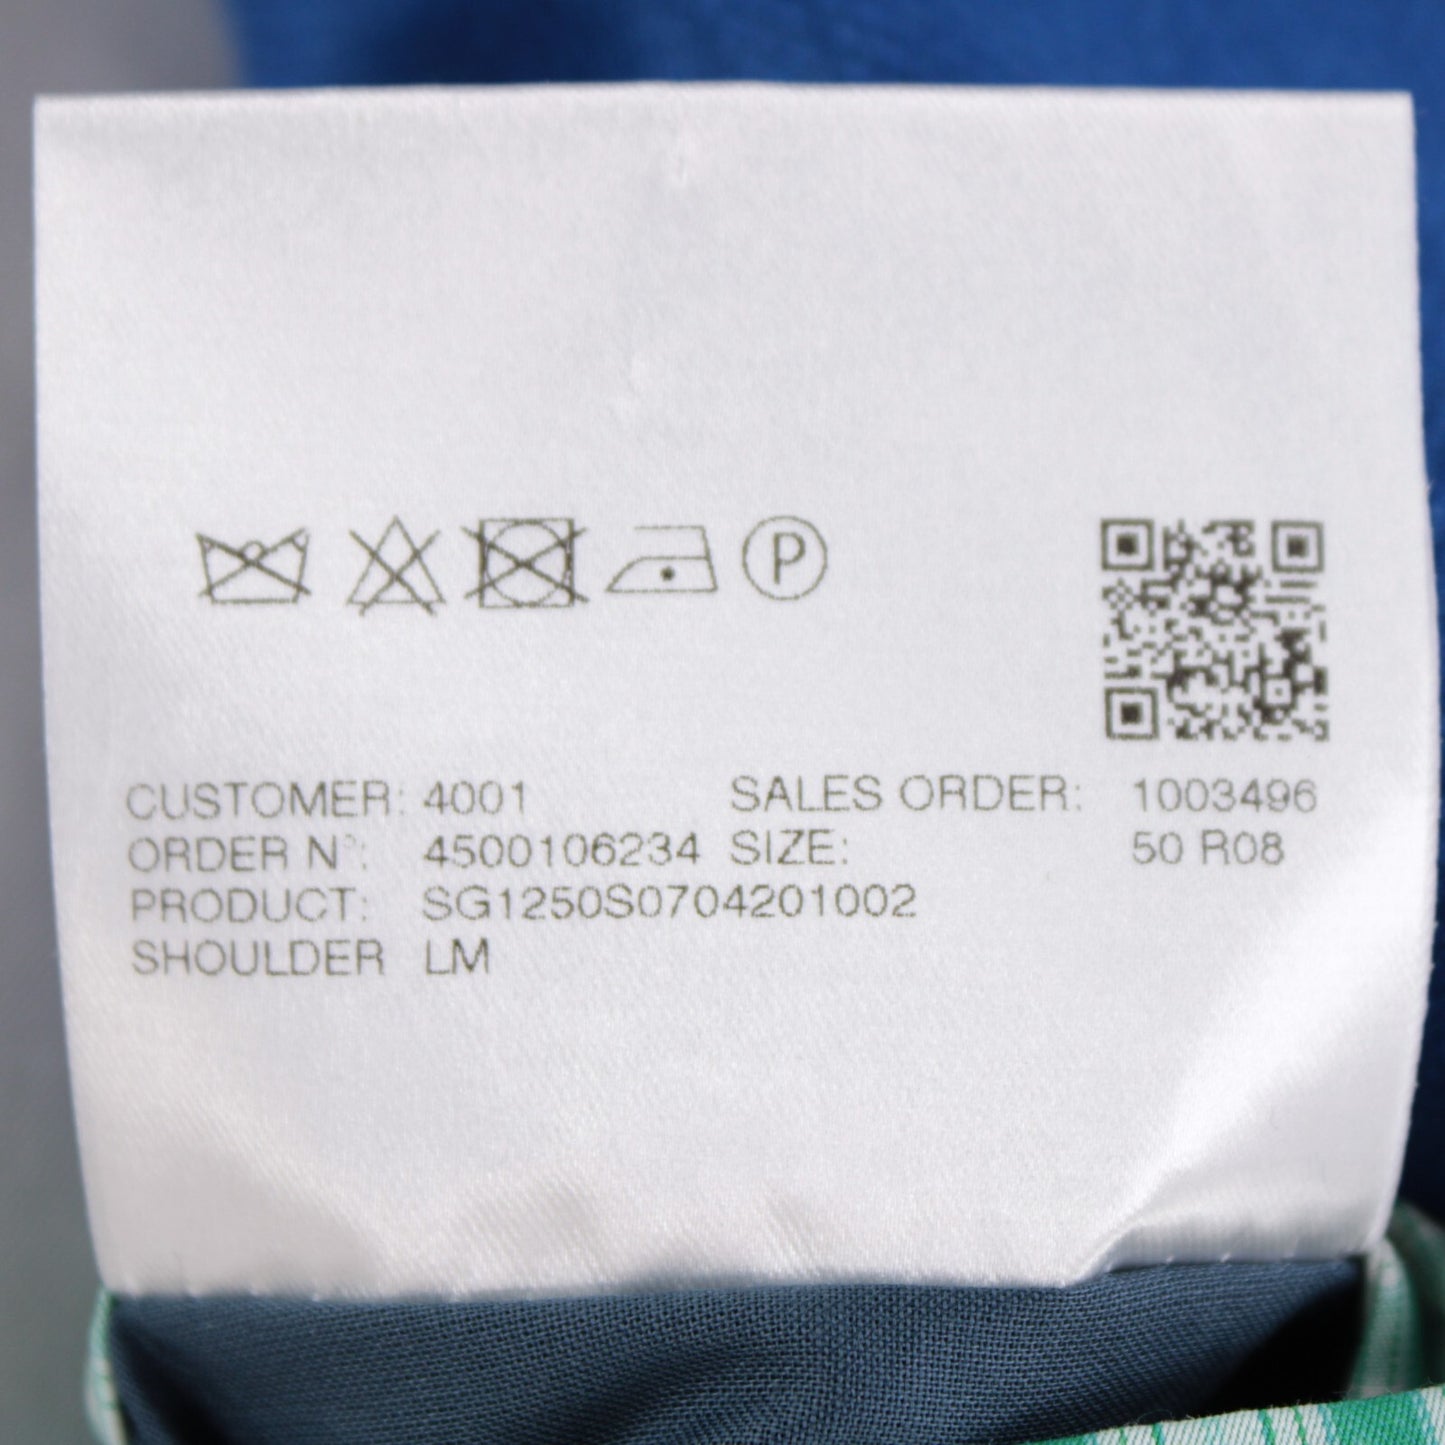 P
CUSTOMER: 4001 SALES ORDER: 1003496
ORDER N°: 4500106234 SIZE: 50 R08
PRODUCT: SG1250S0704201002
SHOULDER LM